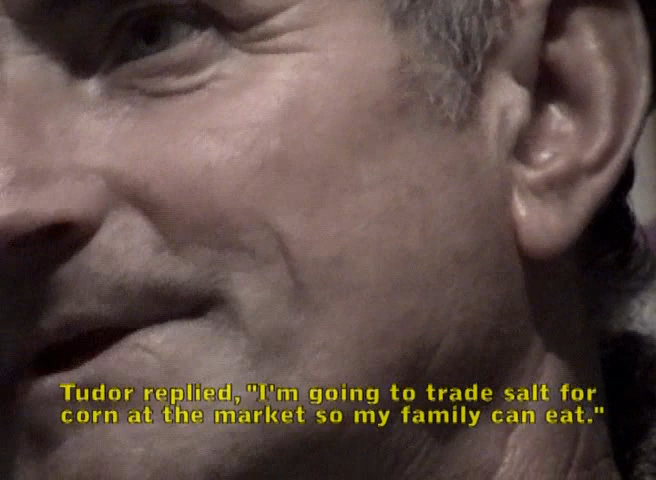 Tudor replied, "I'm going to trade salt for
corn at the market so my family can eat."